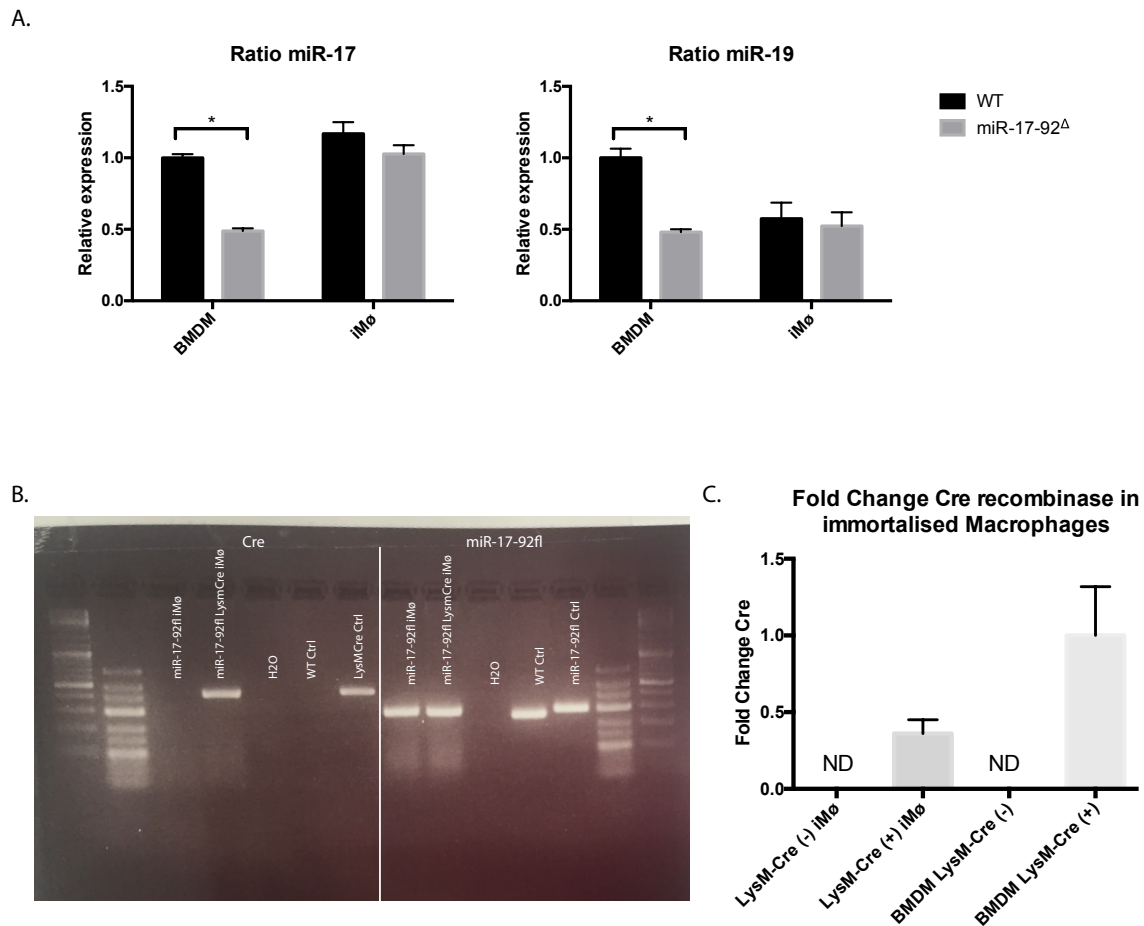 A.
Ratio miR-17
Relative expression
1.5
1.0
0.5
0.0
*
BMDM
iMø
Ratio miR-19
Relative expression
1.5
1.0
0.5
0.0
*
BMDM
iMø
WT
miR-17-92Δ
B.
Cre
miR-17-92fl
miR-17-92fl iMø
miR-17-92fl LysmCre iMø
H2O
WT Ctrl
LysMCre Ctrl
miR-17-92fl iMø
miR-17-92fl LysmCre iMø
H2O
WT Ctrl
miR-17-92fl Ctrl
C.
Fold Change Cre recombinase in
immortalised Macrophages
Fold Change Cre
1.5
1.0
0.5
0.0
ND
ND
LysM-Cre (-) iMø
LysM-Cre (+) iMø
BMDM LysM-Cre (-)
BMDM LysM-Cre (+)